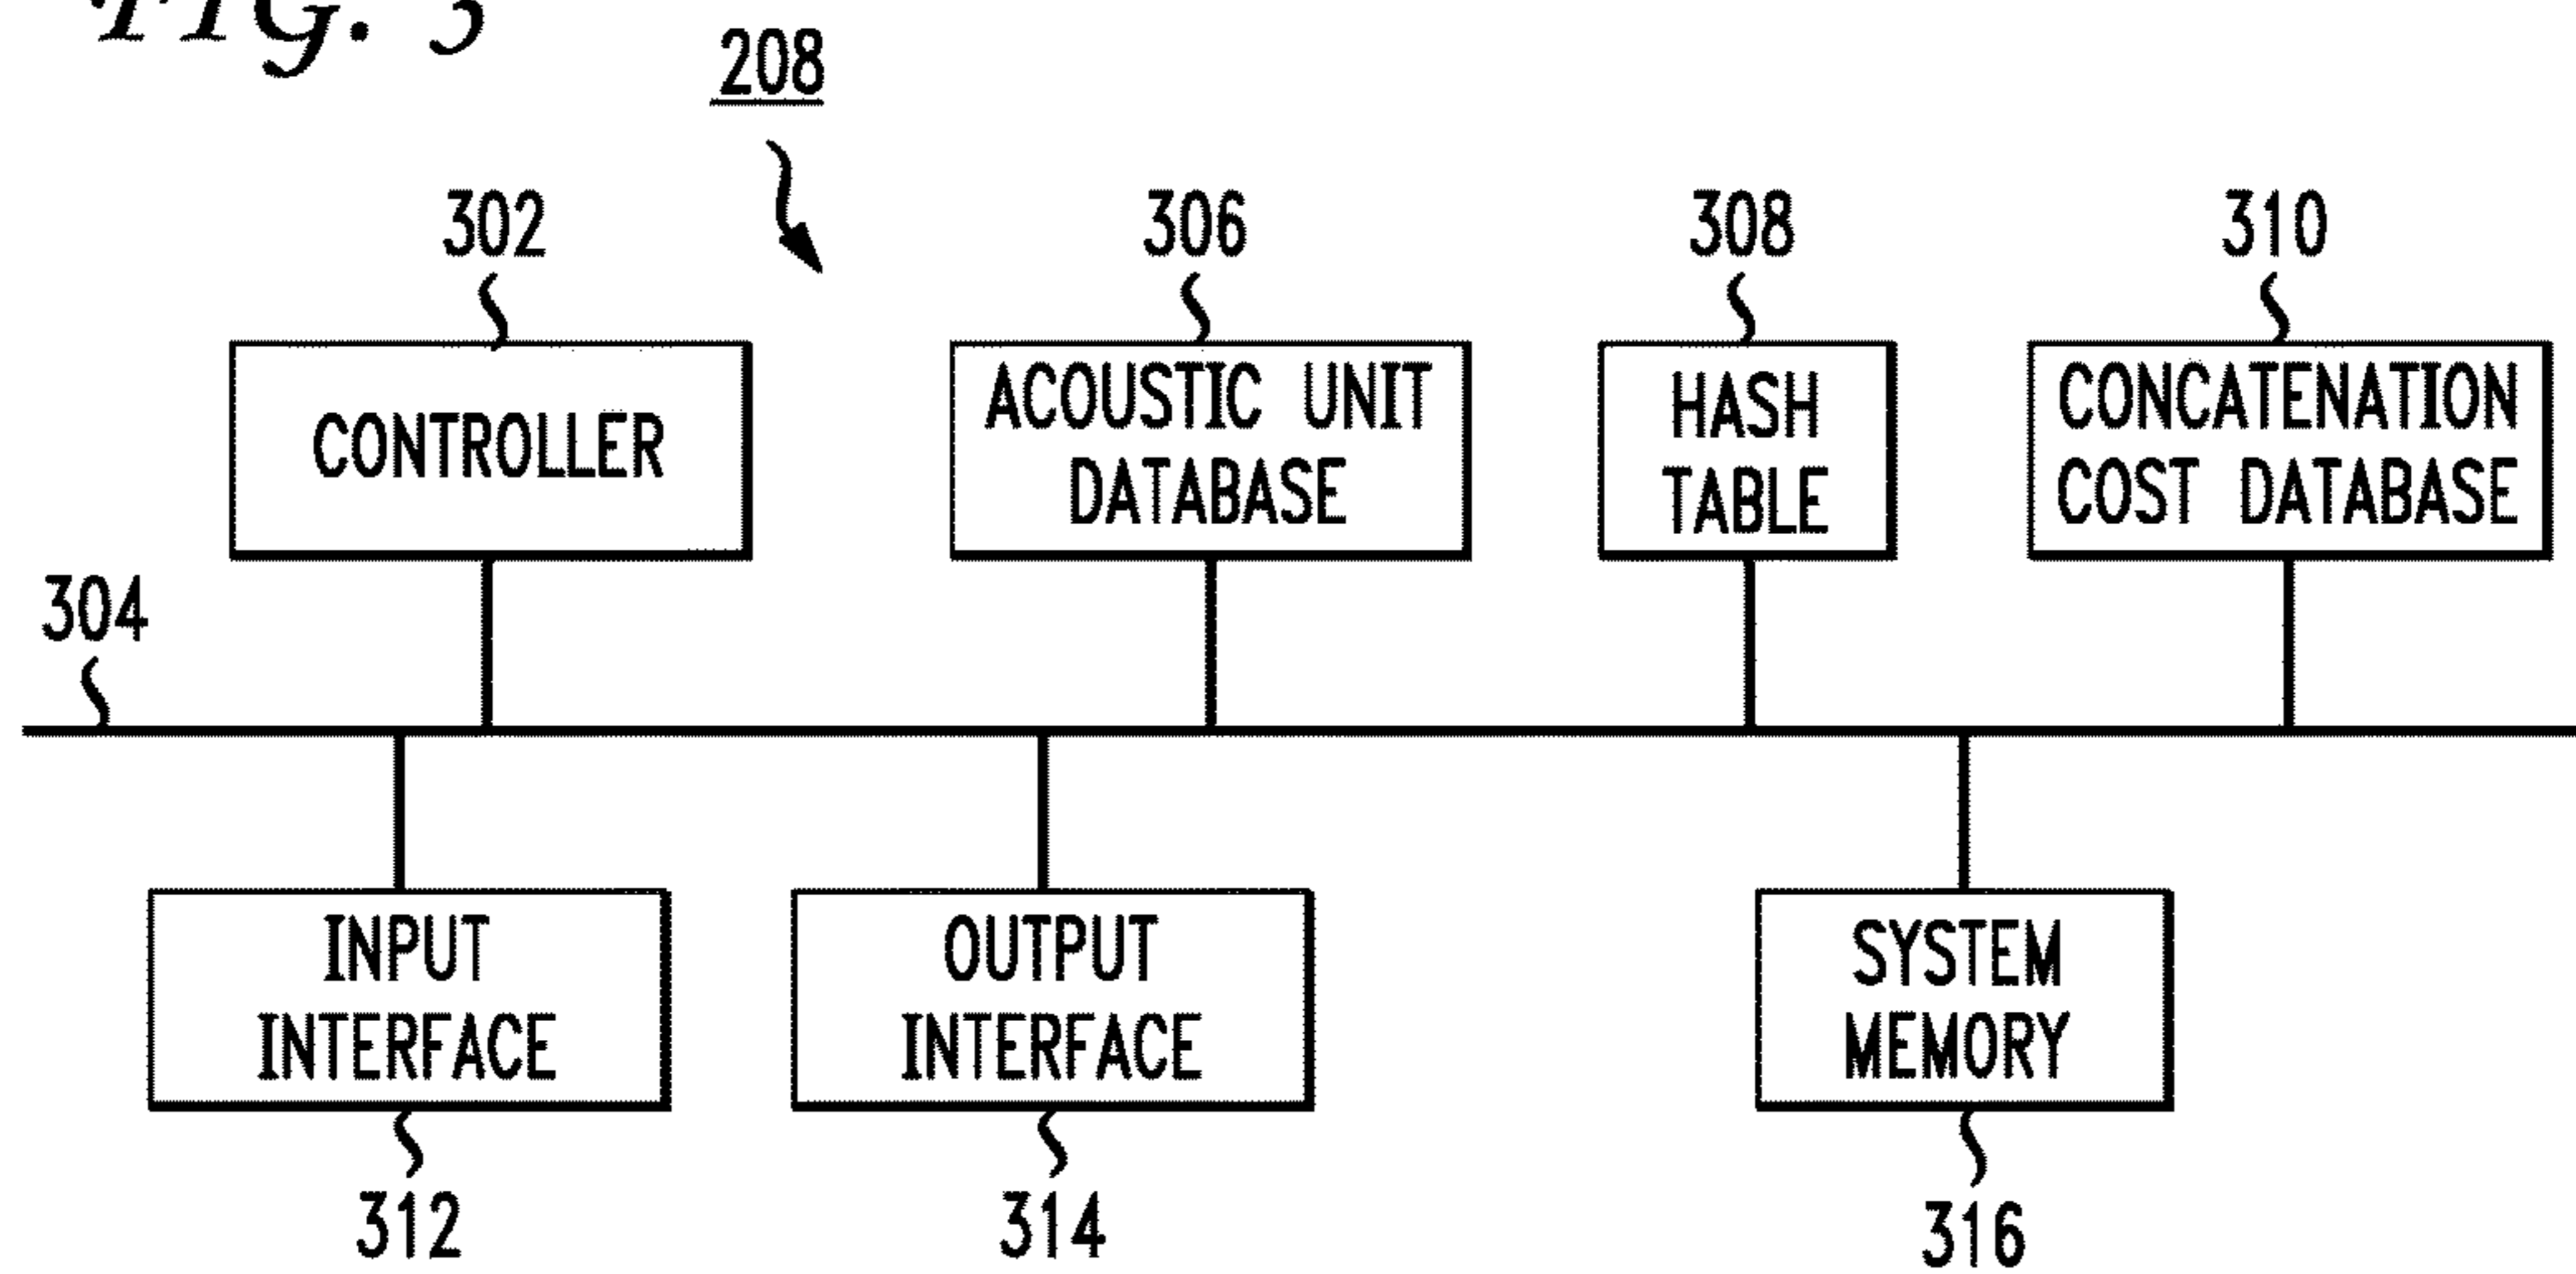 FIG. 3
208
302
306
308
310
CONTROLLER
ACOUSTIC UNIT
DATABASE
HASH
TABLE
CONCATENATION
COST DATABASE
304
INPUT
INTERFACE
OUTPUT
INTERFACE
SYSTEM
MEMORY
312
314
316